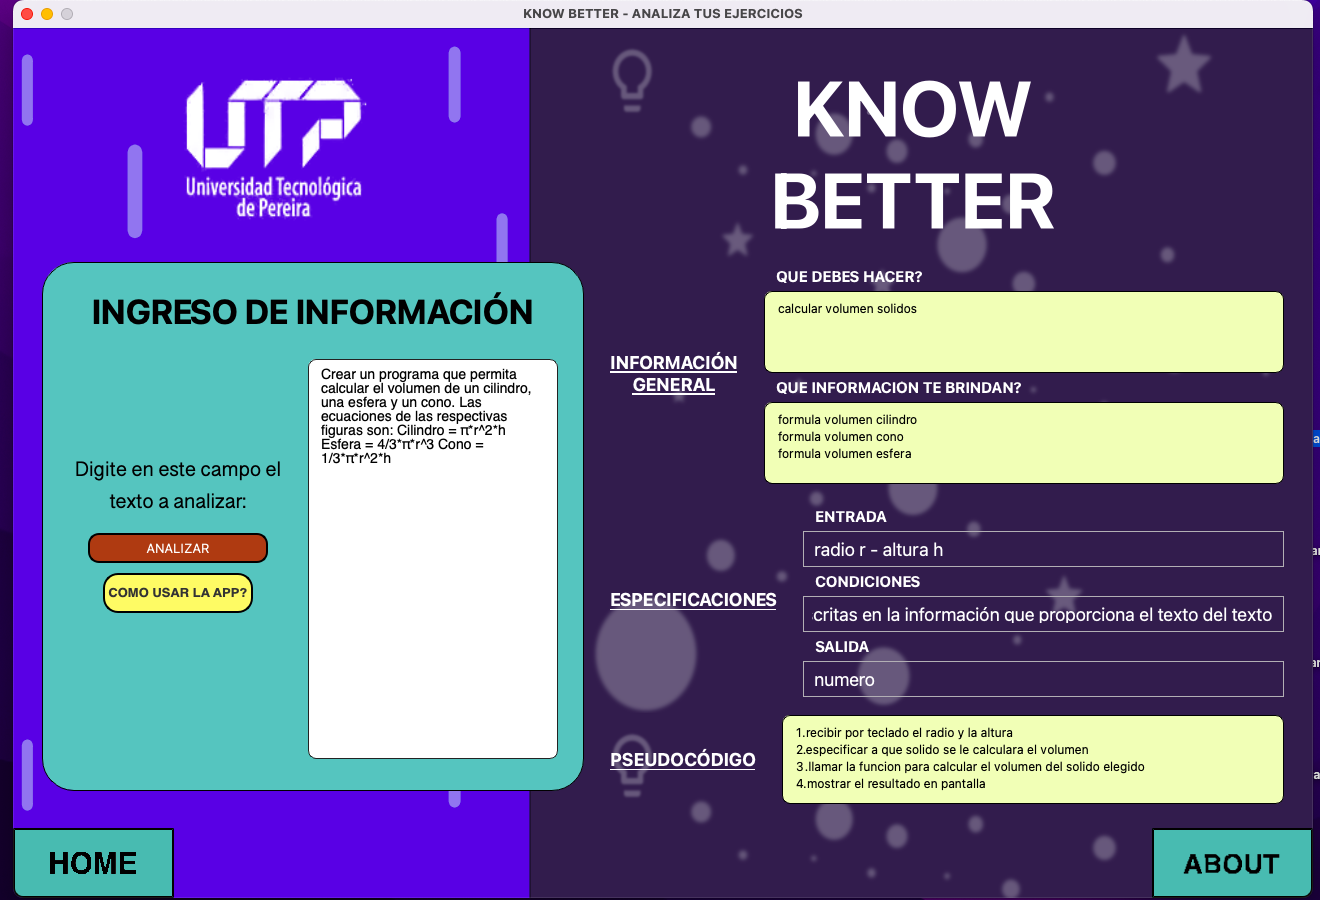 KNOW BETTER - ANALIZA TUS EJERCICIOS
UTP
Universidad Tecnológica
de Pereira
INGRESO DE INFORMACIÓN
Digite en este campo el
texto a analizar:
ANALIZAR
COMO USAR LA APP?
Crear un programa que permita
calcular el volumen de un cilindro,
una esfera y un cono. Las
ecuaciones de las respectivas
figuras son: Cilindro = π*r^2*h
Esfera = 4/3*π*r^3 Cono =
1/3*π*r^2*h
HOME
KNOW
BETTER
INFORMACIÓN
GENERAL
QUE DEBES HACER?
calcular volumen solidos
QUE INFORMACION TE BRINDAN?
formula volumen cilindro
formula volumen cono
formula volumen esfera
ESPECIFICACIONES
ENTRADA
radio r - altura h
CONDICIONES
critas en la información que proporciona el texto del texto
SALIDA
numero
PSEUDOCÓDIGO
1.recibir por teclado el radio y la altura
2.especificar a que solido se le calculara el volumen
3.llamar la funcion para calcular el volumen del solido elegido
4.mostrar el resultado en pantalla
ABOUT